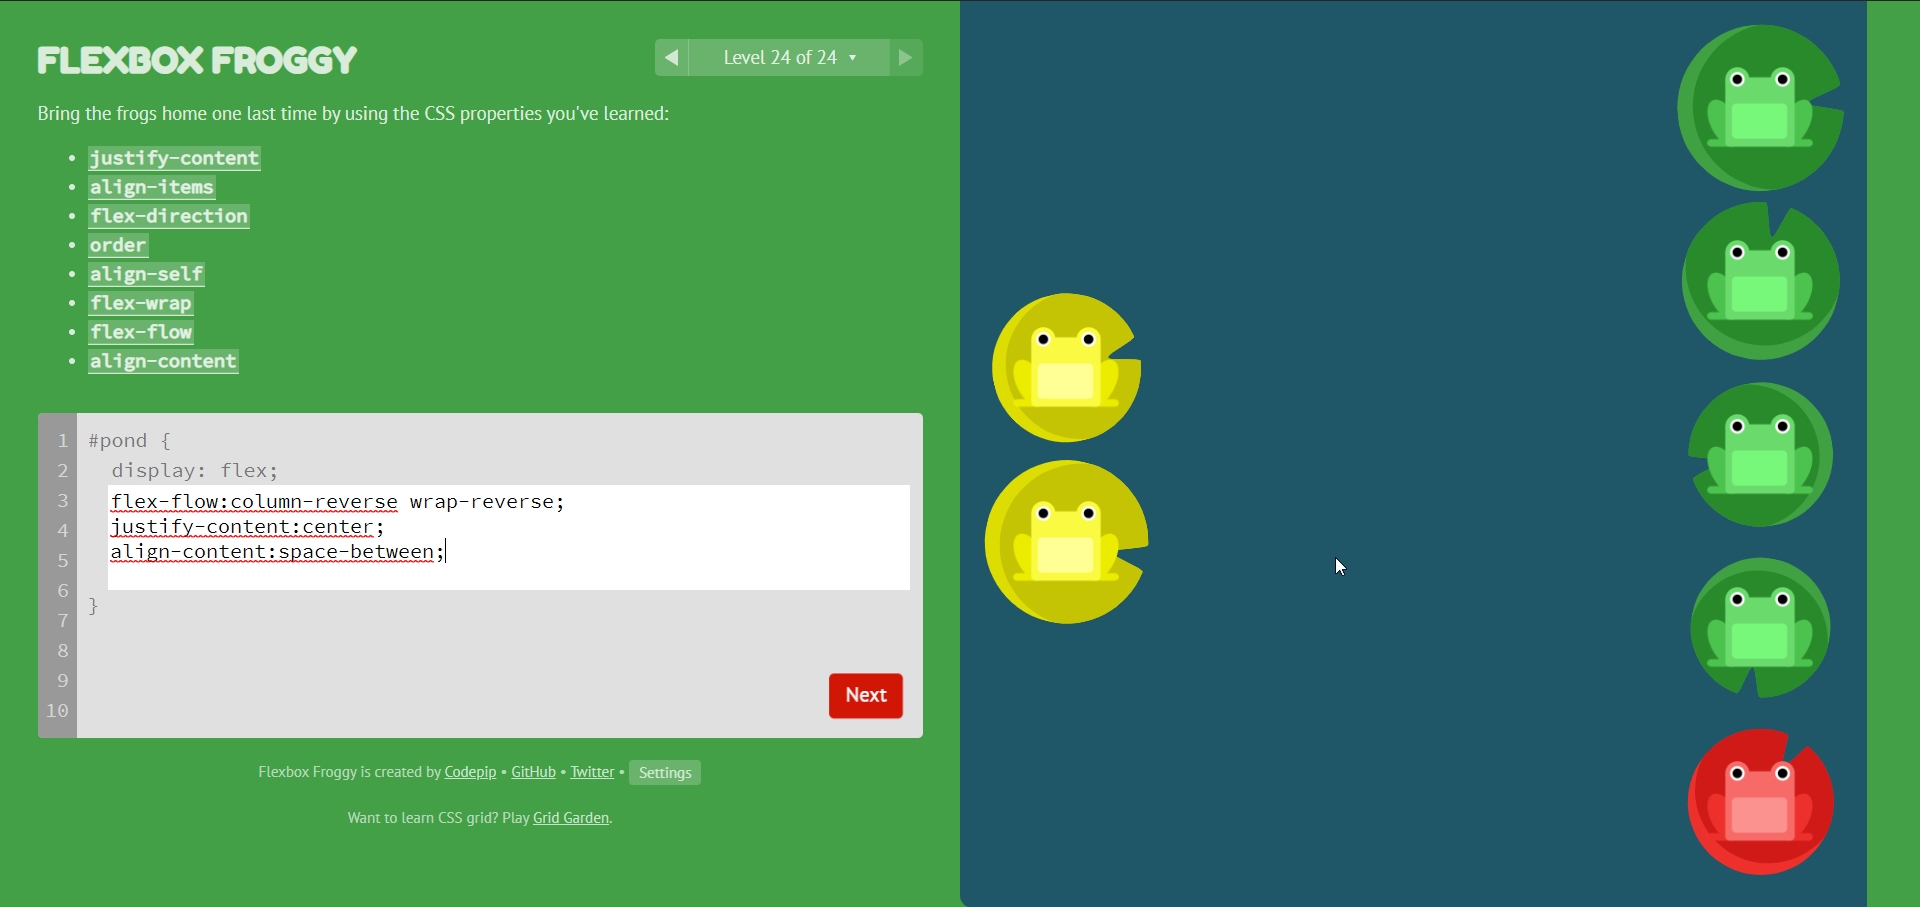 FLEXBOX FROGGY
◀ Level 24 of 24 ▾ ▶
Bring the frogs home one last time by using the CSS properties you've learned:
• justify-content
• align-items
• flex-direction
• order
• align-self
• flex-wrap
• flex-flow
• align-content
1 #pond {
2 display: flex;
3 flex-flow:column-reverse wrap-reverse;
4 justify-content:center;
5 align-content:space-between;
6 }
7
8
9
10
Next
Flexbox Froggy is created by Codepip • GitHub • Twitter • Settings
Want to learn CSS grid? Play Grid Garden.